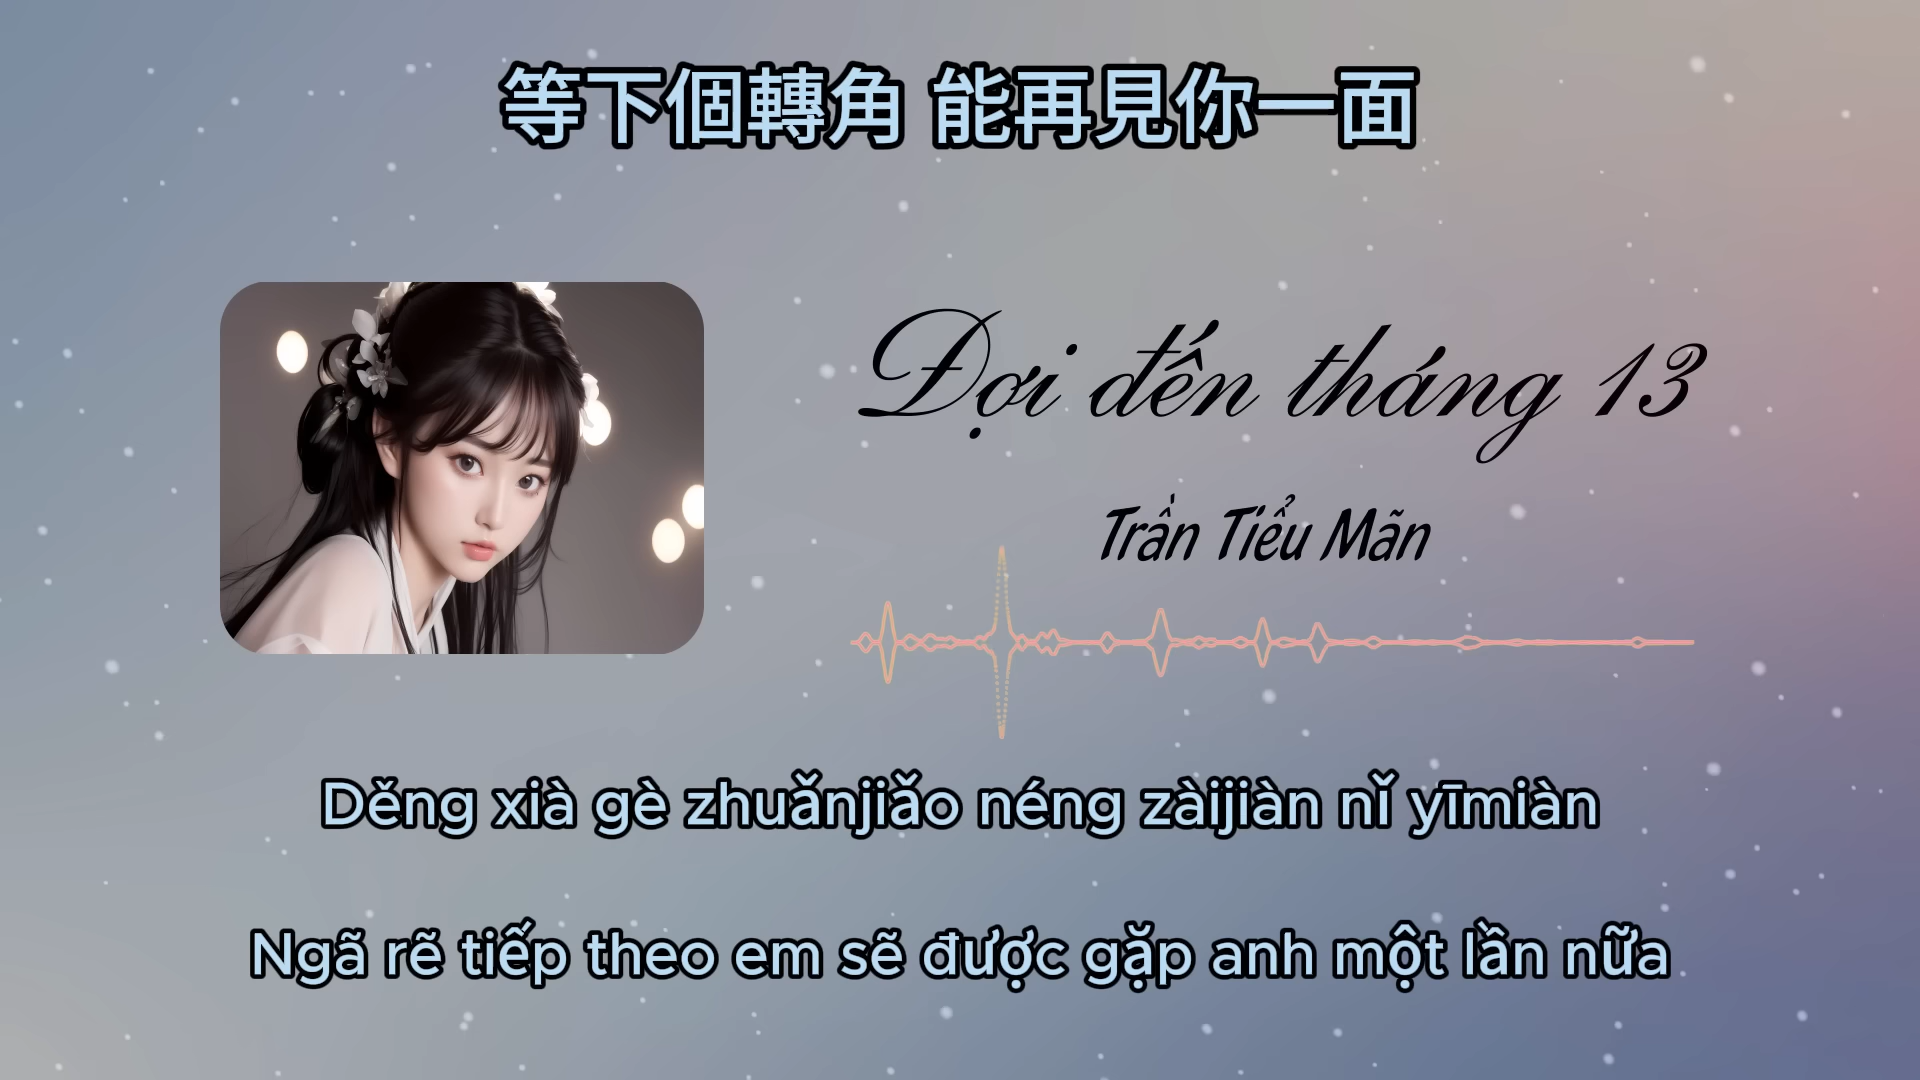 等下個轉角 能再見你一面
Đợi đến tháng 13
Trần Tiểu Mãn
Děng xià gè zhuǎnjiǎo néng zàijiàn nǐ yīmiàn
Ngã rẽ tiếp theo em sẽ được gặp anh một lần nữa